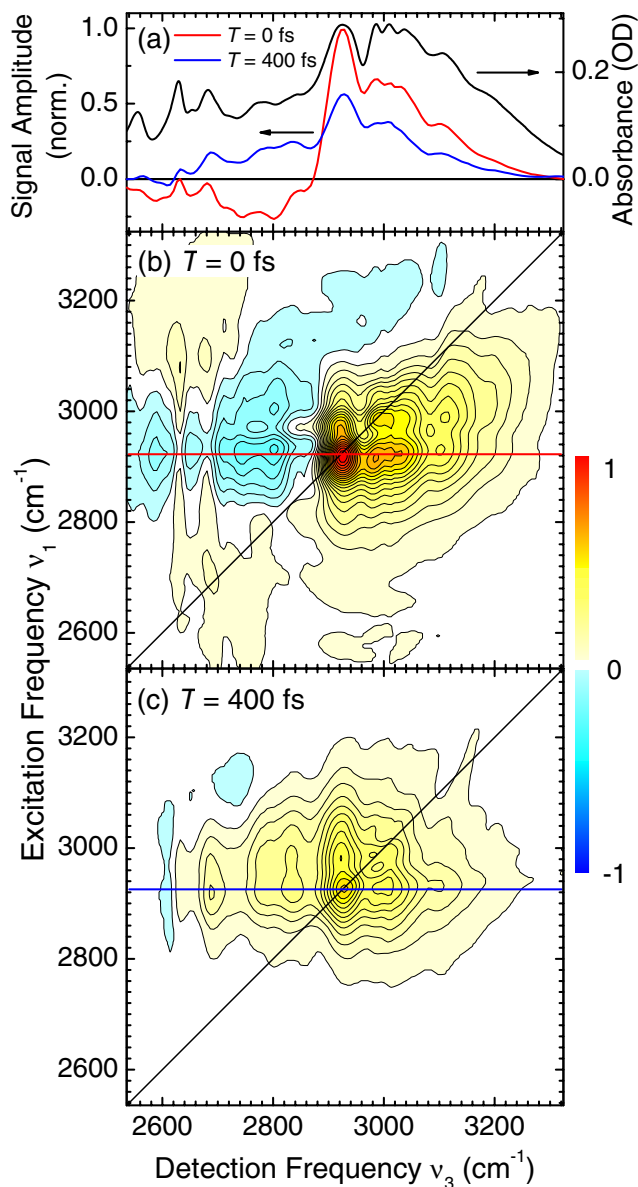 (a)
T = 0 fs
T = 400 fs
1.0
0.5
0.0
Signal Amplitude
(norm.)
0.2
0.0
Absorbance (OD)
(b) T = 0 fs
3200
3000
2800
2600
(c) T = 400 fs
3200
3000
2800
2600
Excitation Frequency ν₁ (cm⁻¹)
1
0
-1
2600 2800 3000 3200
Detection Frequency ν₃ (cm⁻¹)